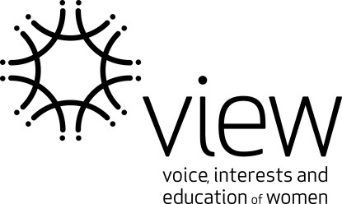 view
voice, interests and
education of women